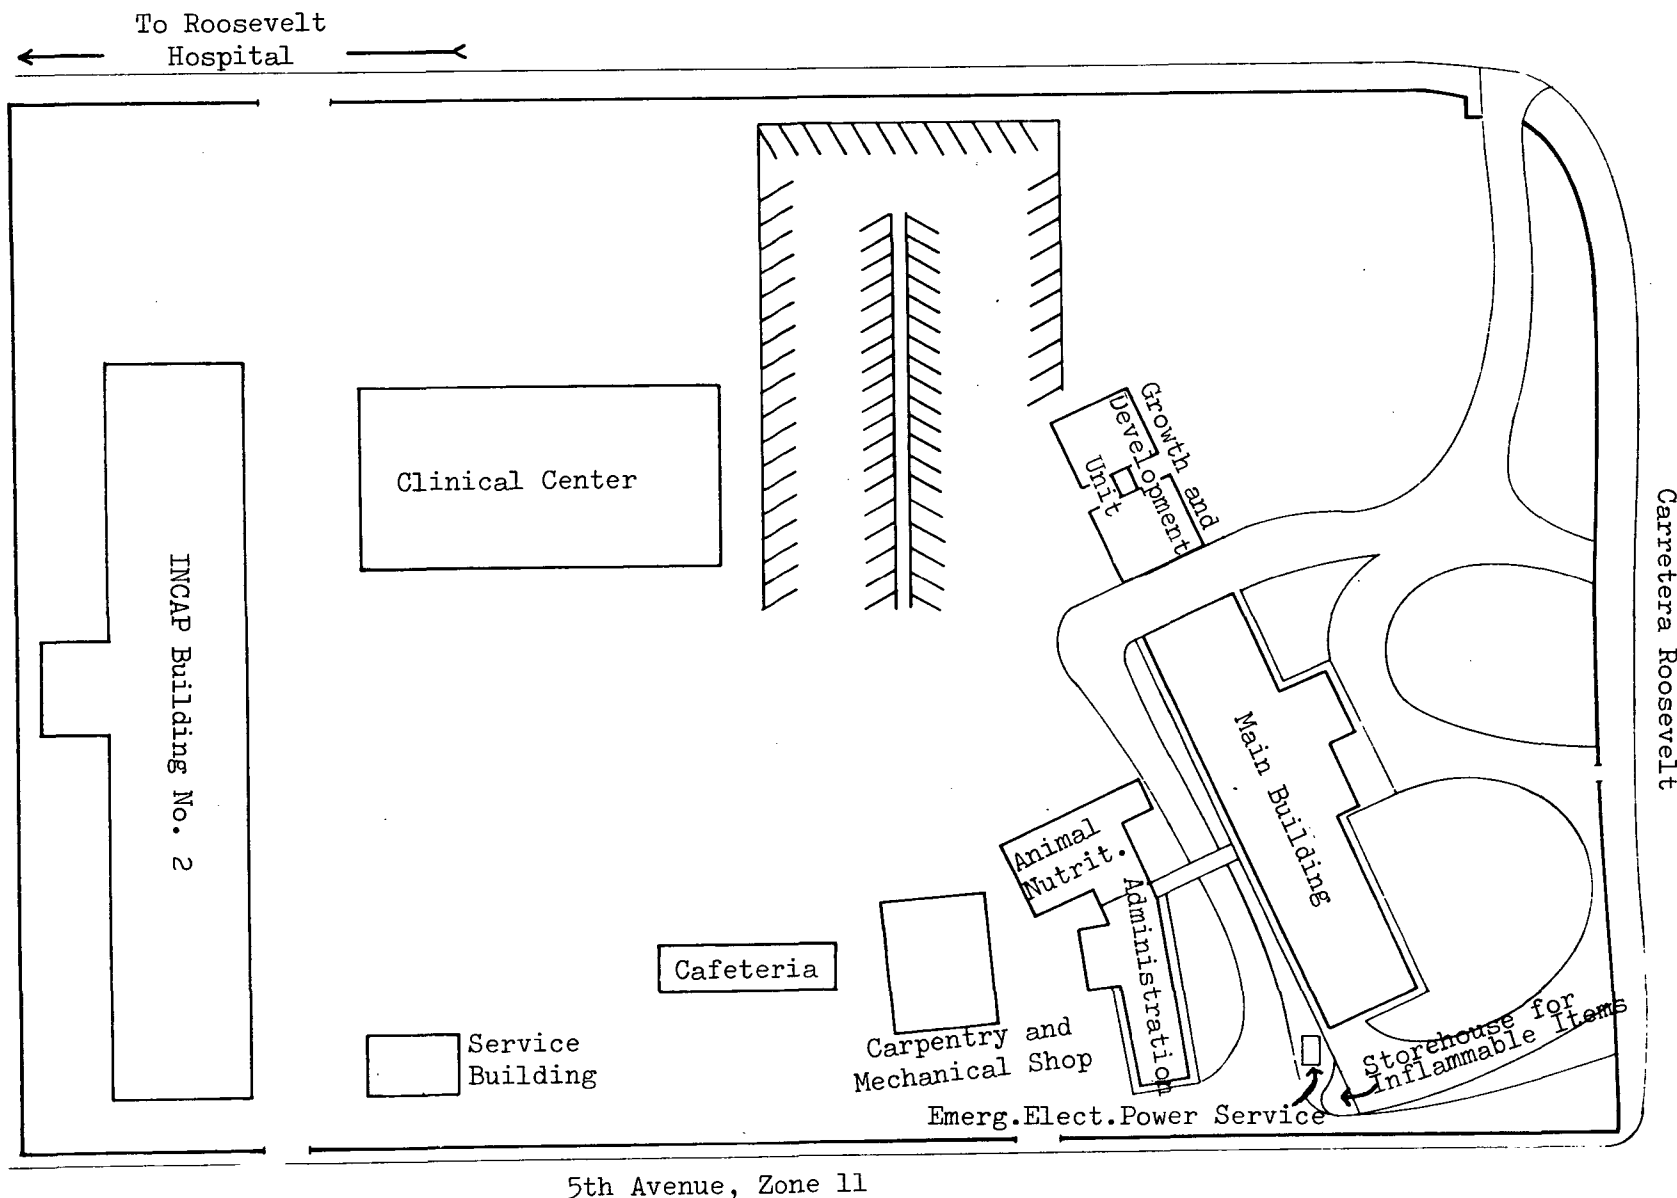 To Roosevelt
Hospital
Growth and
Development
Unit
Clinical Center
INCAP Building No. 2
Carretera Roosevelt
Main Building
Animal
Nutrit.
Administration
Cafeteria
Carpentry and
Mechanical Shop
Service
Building
Storehouse for
Inflammable Items
Emerg.Elect.Power Service
5th Avenue, Zone 11